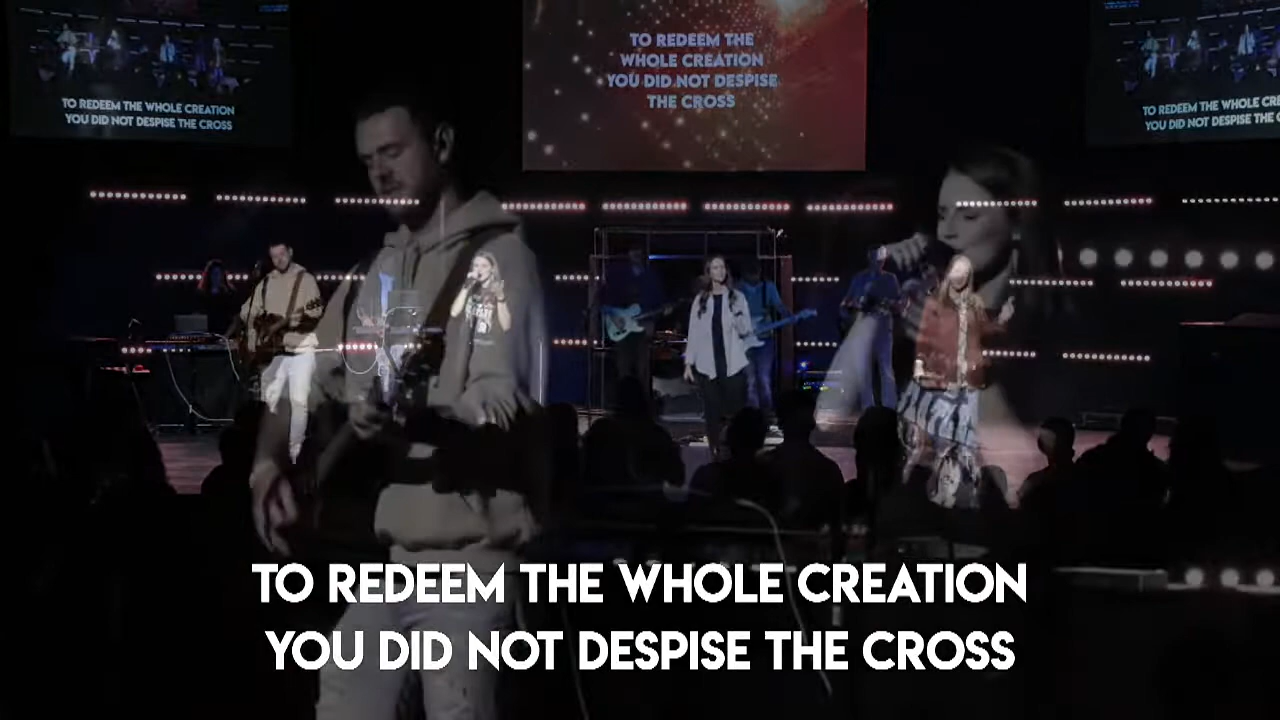 TO REDEEM THE WHOLE CREATION
YOU DID NOT DESPISE THE CROSS
TO REDEEM THE
WHOLE CREATION
YOU DID NOT DESPISE
THE CROSS
TO REDEEM THE WHOLE CRE
YOU DID NOT DESPISE THE
TO REDEEM THE WHOLE CREATION
YOU DID NOT DESPISE THE CROSS